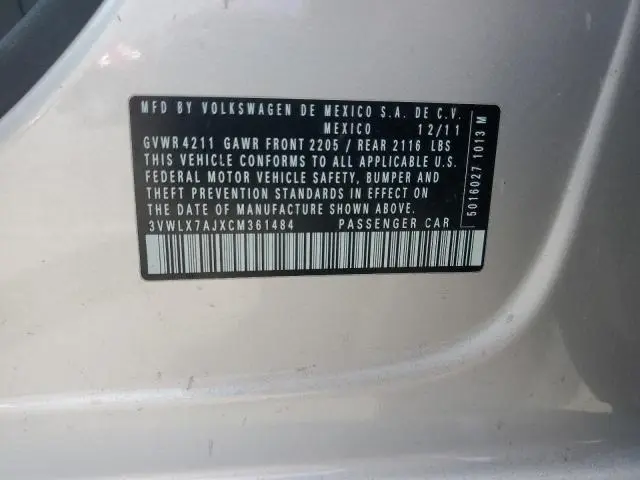 MFD BY VOLKSWAGEN DE MEXICO S.A. DE C.V.
MEXICO 12/11
GVWR 4211 GAWR FRONT 2205 / REAR 2116 LBS
THIS VEHICLE CONFORMS TO ALL APPLICABLE U.S.
FEDERAL MOTOR VEHICLE SAFETY, BUMPER AND
THEFT PREVENTION STANDARDS IN EFFECT ON
THE DATE OF MANUFACTURE SHOWN ABOVE.
3VWLX7AJXCM361484 PASSENGER CAR
5016027 1013 M